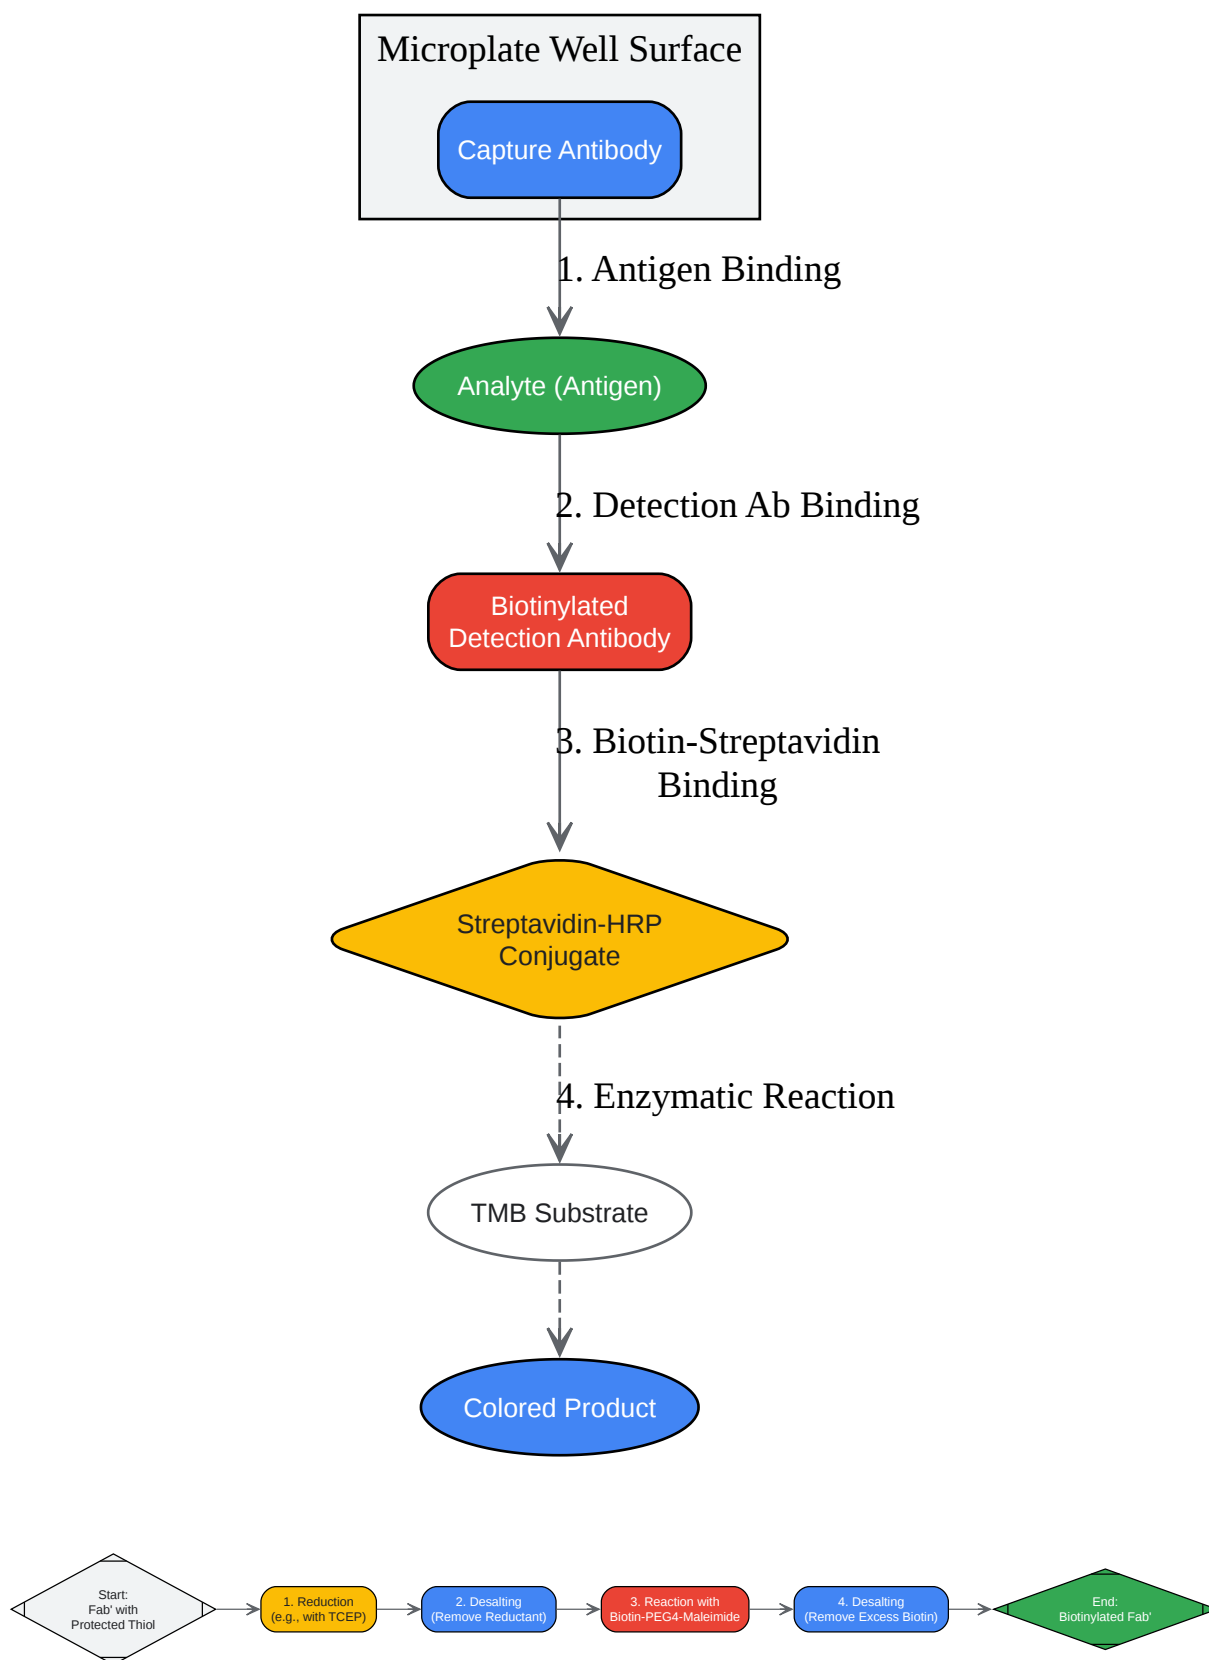 Microplate Well Surface
Capture Antibody
1. Antigen Binding
Analyte (Antigen)
2. Detection Ab Binding
Biotinylated
Detection Antibody
3. Biotin-Streptavidin
Binding
Streptavidin-HRP
Conjugate
4. Enzymatic Reaction
TMB Substrate
Colored Product
Start:
Fab' with
Protected Thiol
1. Reduction
(e.g., with TCEP)
2. Desalting
(Remove Reductant)
3. Reaction with
Biotin-PEG4-Maleimide
4. Desalting
(Remove Excess Biotin)
End:
Biotinylated Fab'